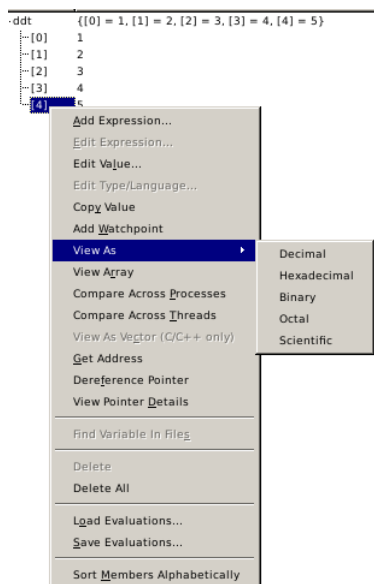 ddt {[0] = 1, [1] = 2, [2] = 3, [3] = 4, [4] = 5}
[0] 1
[1] 2
[2] 3
[3] 4
[4] 5
Add Expression...
Edit Expression...
Edit Value...
Edit Type/Language...
Copy Value
Add Watchpoint
View As
View Array
Compare Across Processes
Compare Across Threads
View As Vector (C/C++ only)
Get Address
Dereference Pointer
View Pointer Details
Find Variable In Files
Delete
Delete All
Load Evaluations...
Save Evaluations...
Sort Members Alphabetically
Decimal
Hexadecimal
Binary
Octal
Scientific